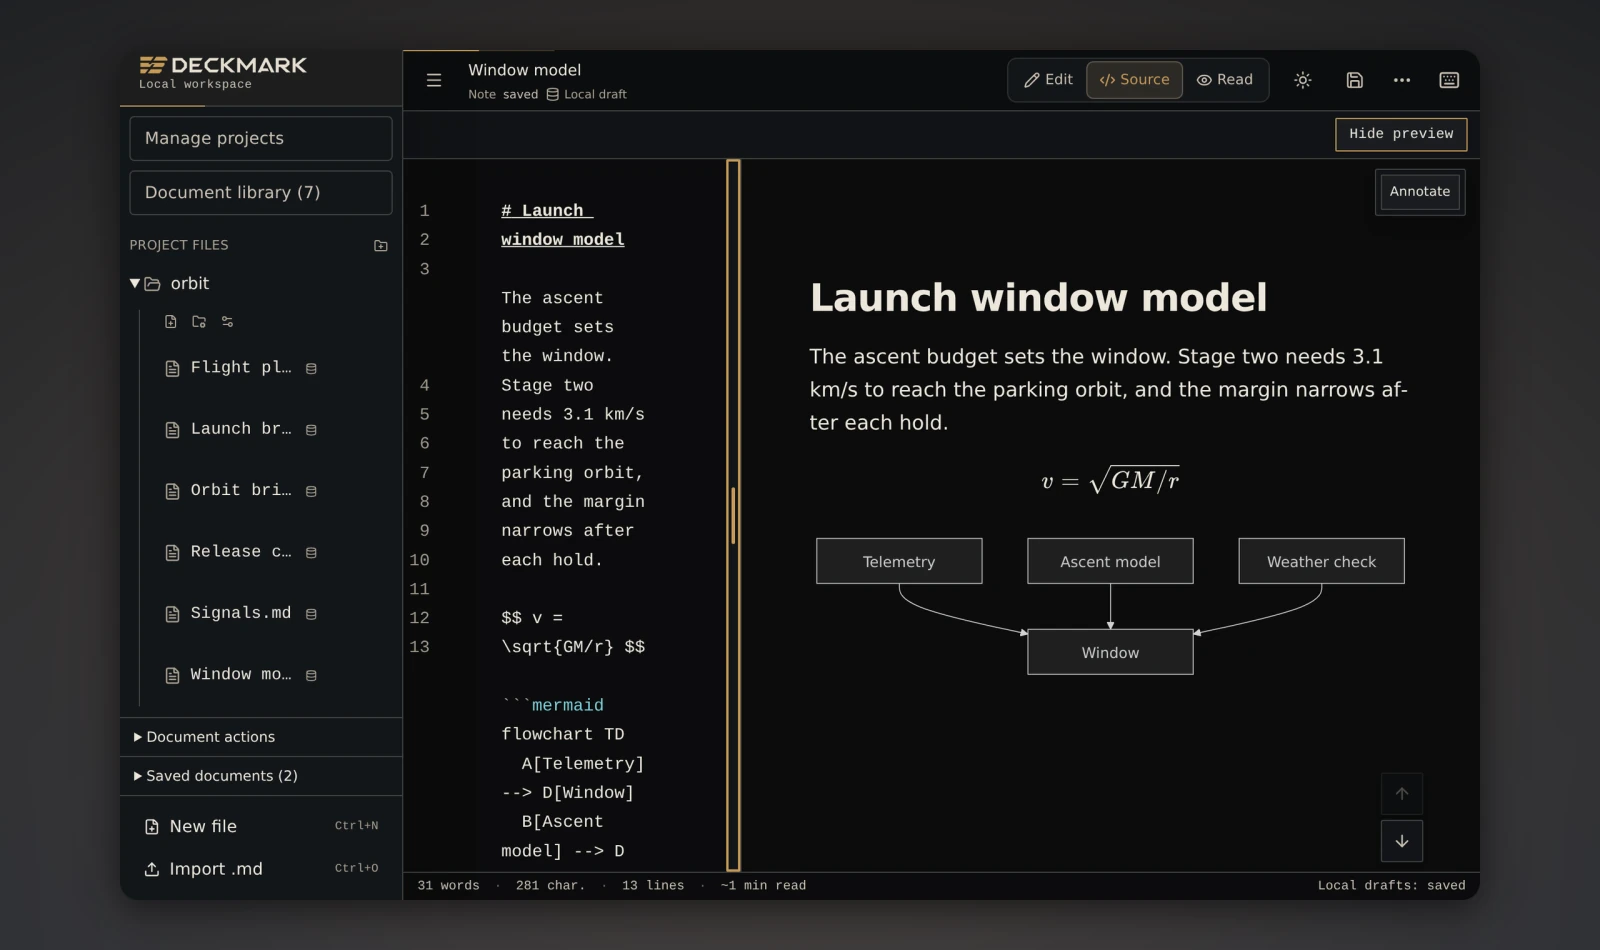 DECKMARK
Local workspace
Manage projects
Document library (7)
PROJECT FILES
orbit
Flight pl…
Launch br…
Orbit bri…
Release c…
Signals.md
Window mo…
Document actions
Saved documents (2)
New file Ctrl+N
Import .md Ctrl+O
Window model
Note saved Local draft
Edit Source Read
Hide preview
1 # Launch
2 window model
3
The ascent
budget sets
the window.
4 Stage two
5 needs 3.1 km/s
6 to reach the
7 parking orbit,
8 and the margin
9 narrows after
10 each hold.
11
12 $$ v =
13 \sqrt{GM/r} $$
```mermaid
flowchart TD
A[Telemetry]
--> D[Window]
B[Ascent
model] --> D
Annotate
Launch window model
The ascent budget sets the window. Stage two needs 3.1
km/s to reach the parking orbit, and the margin narrows af-
ter each hold.
v = √GM/r
Telemetry Ascent model Weather check
Window
31 words · 281 char. · 13 lines · ~1 min read
Local drafts: saved